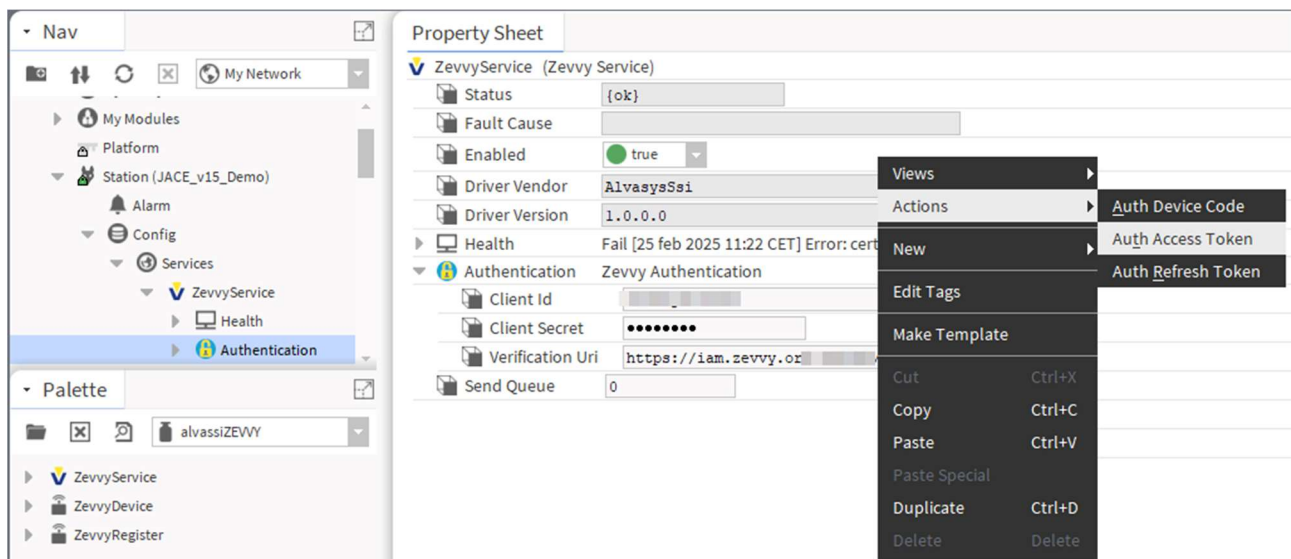 Nav
My Network
My Modules
Platform
Station (JACE_v15_Demo)
Alarm
Config
Services
ZevvyService
Health
Authentication
Palette
alvassiZEVVY
ZevvyService
ZevvyDevice
ZevvyRegister
Property Sheet
ZevvyService (Zevvy Service)
Status {ok}
Fault Cause
Enabled true
Driver Vendor AlvasysSsi
Driver Version 1.0.0.0
Health Fail [25 feb 2025 11:22 CET] Error: cert
Authentication Zevvy Authentication
Client Id
Client Secret ●●●●●●●●
Verification Uri https://iam.zevvy.or
Send Queue 0
Views
Actions
New
Edit Tags
Make Template
Cut Ctrl+X
Copy Ctrl+C
Paste Ctrl+V
Paste Special
Duplicate Ctrl+D
Delete Delete
Auth Device Code
Auth Access Token
Auth Refresh Token